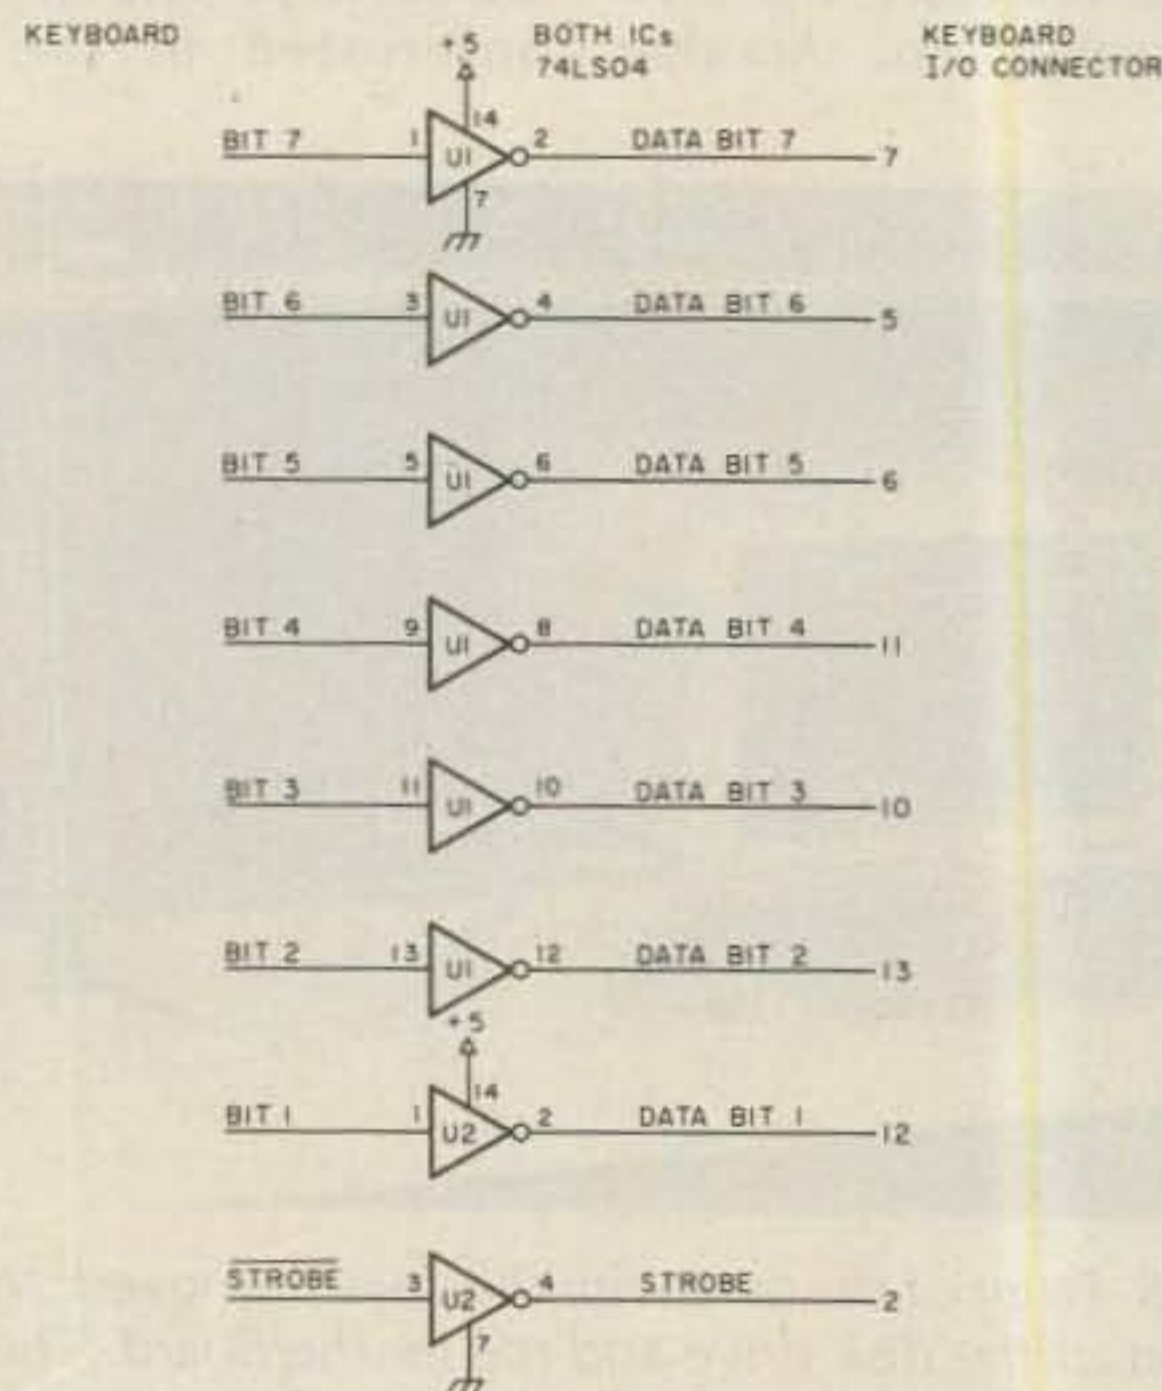 KEYBOARD
+5
BOTH ICs
74LS04
KEYBOARD
I/O CONNECTOR
14
BIT 7 1 U1 2 DATA BIT 7 7
7
BIT 6 3 U1 4 DATA BIT 6 5
BIT 5 5 U1 6 DATA BIT 5 6
BIT 4 9 U1 8 DATA BIT 4 11
BIT 3 11 U1 10 DATA BIT 3 10
BIT 2 13 U1 12 DATA BIT 2 13
+5
14
BIT 1 1 U2 2 DATA BIT 1 12
STROBE 3 U2 4 STROBE 2
7